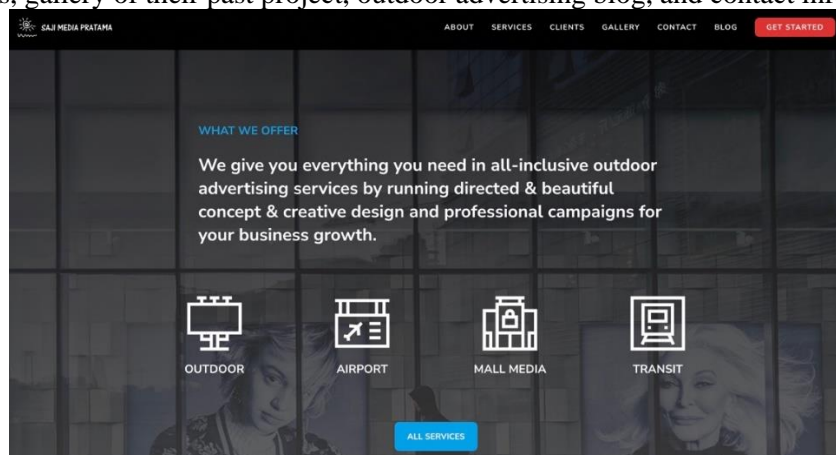 s, gallery of their past project, outdoor advertising blog, and contact inf
SAJI MEDIA PRATAMA
ABOUT SERVICES CLIENTS GALLERY CONTACT BLOG GET STARTED
WHAT WE OFFER
We give you everything you need in all-inclusive outdoor
advertising services by running directed & beautiful
concept & creative design and professional campaigns for
your business growth.
OUTDOOR AIRPORT MALL MEDIA TRANSIT
ALL SERVICES